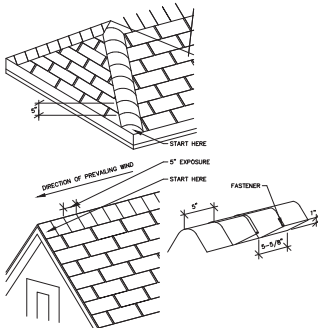 5"
START HERE
5" EXPOSURE
DIRECTION OF PREVAILING WIND
START HERE
FASTENER
5"
1"
5-5/8"